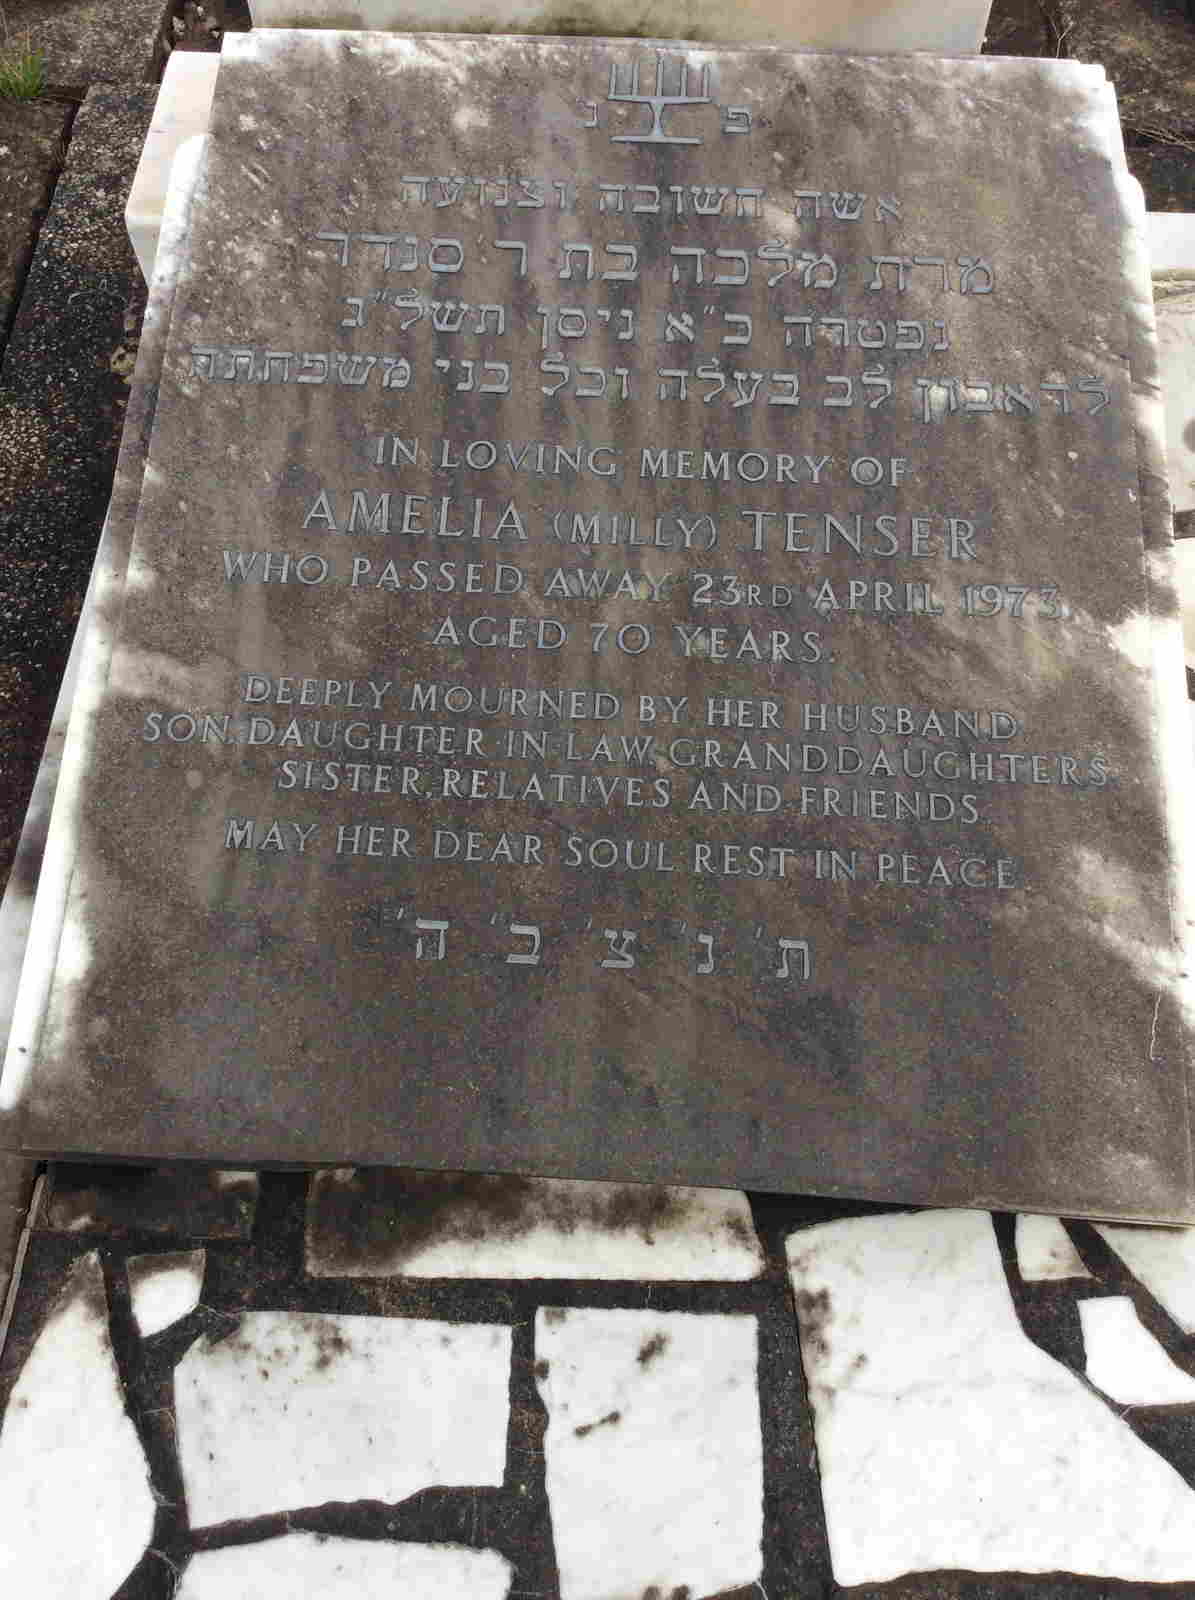 פ נ
אשה חשובה וצנועה
מרת מלכה בת ר סנדר
נפטרה כ"א ניסן תשל"ג
לדאבון לב בעלה וכל בני משפחתה
IN LOVING MEMORY OF
AMELIA (MILLY) TENSER
WHO PASSED AWAY 23RD APRIL 1973
AGED 70 YEARS.
DEEPLY MOURNED BY HER HUSBAND
SON, DAUGHTER-IN-LAW, GRANDDAUGHTERS
SISTER, RELATIVES AND FRIENDS.
MAY HER DEAR SOUL REST IN PEACE
ת' נ' צ' ב' ה'